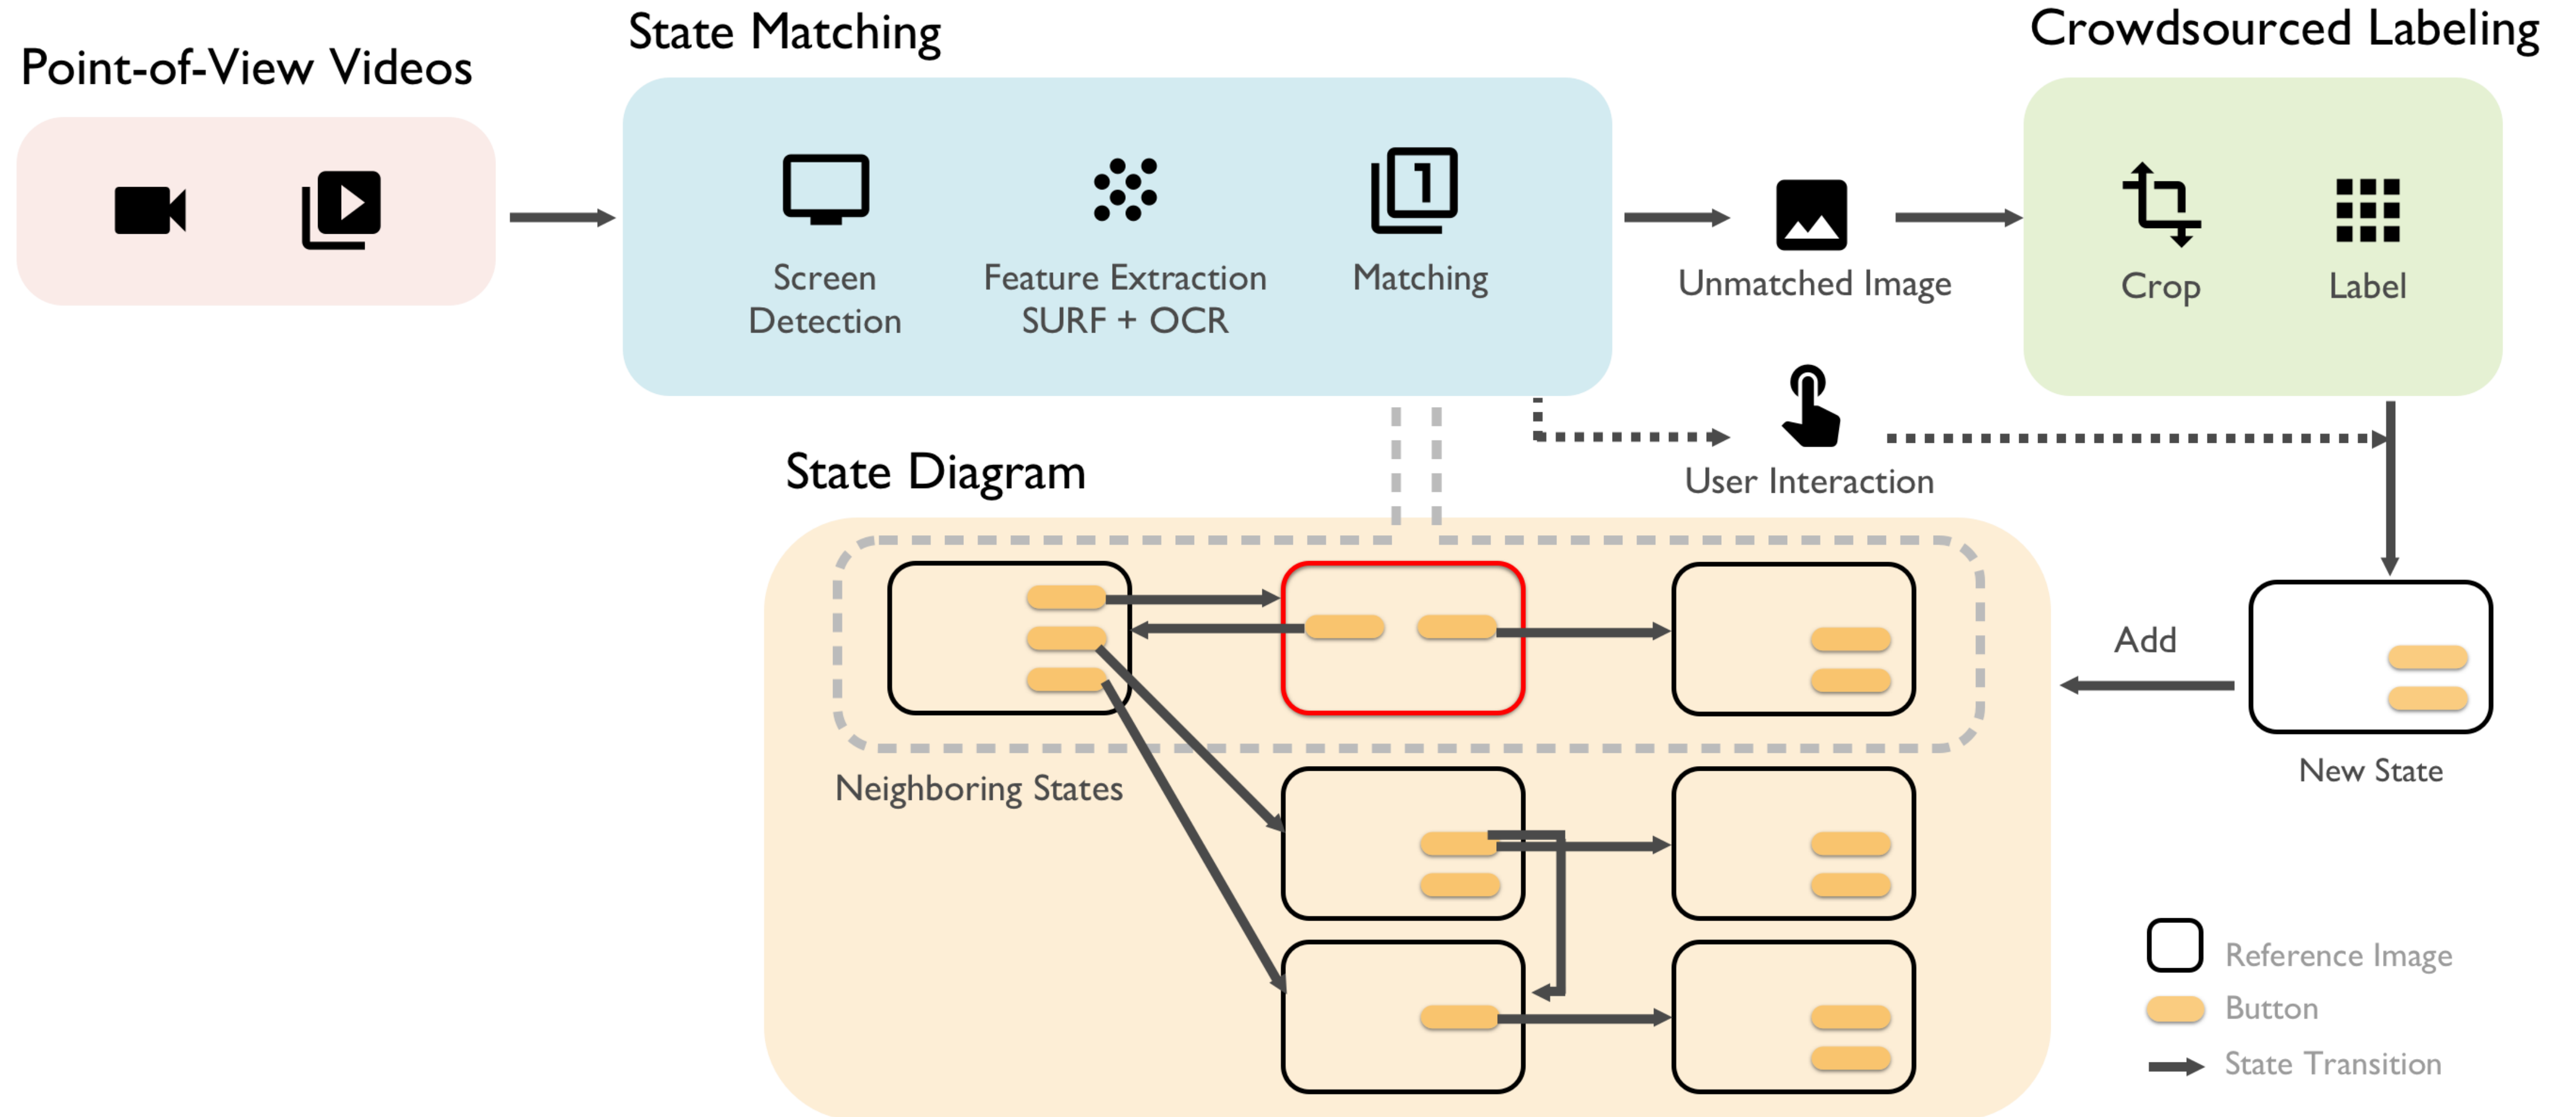 Point-of-View Videos
State Matching
Screen
Detection
Feature Extraction
SURF + OCR
1
Matching
Unmatched Image
User Interaction
Crowdsourced Labeling
Crop
Label
State Diagram
Neighboring States
Add
New State
Reference Image
Button
State Transition